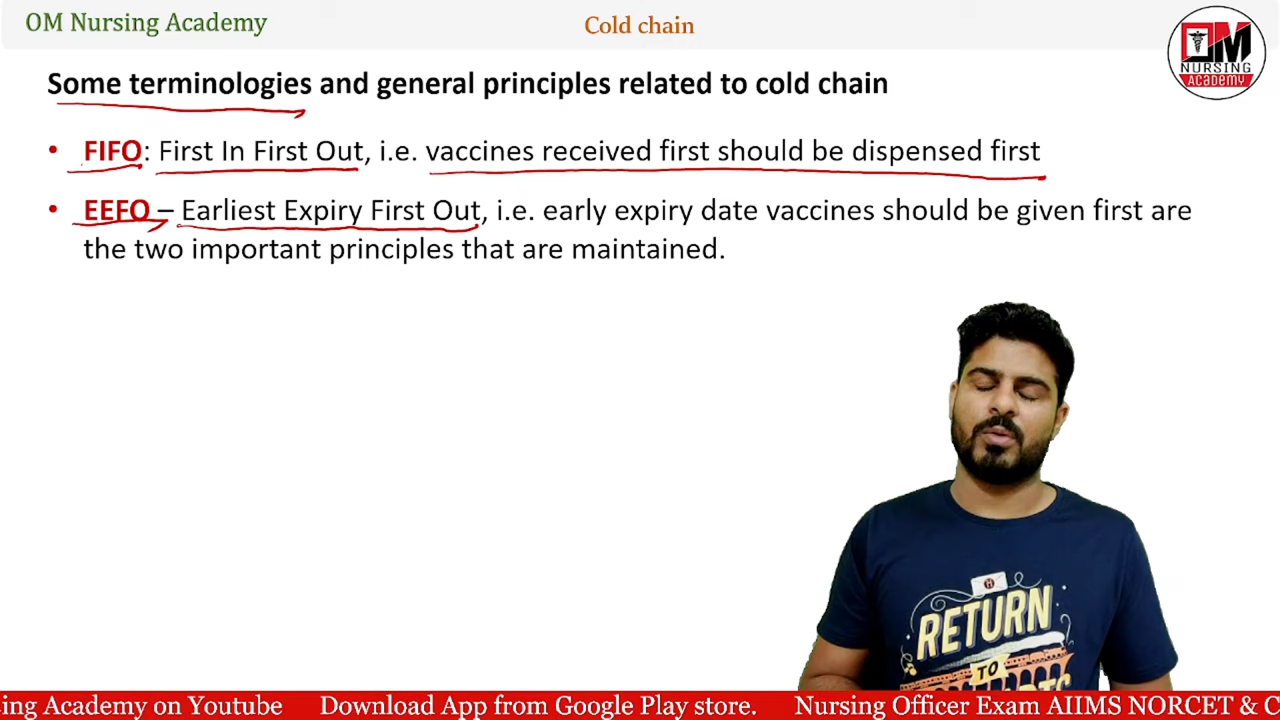 OM Nursing Academy
Cold chain
OM
NURSING
ACADEMY
Some terminologies and general principles related to cold chain
• FIFO: First In First Out, i.e. vaccines received first should be dispensed first
• EEFO – Earliest Expiry First Out, i.e. early expiry date vaccines should be given first are
the two important principles that are maintained.
RETURN
TO
sing Academy on Youtube Download App from Google Play store. Nursing Officer Exam AIIMS NORCET & C